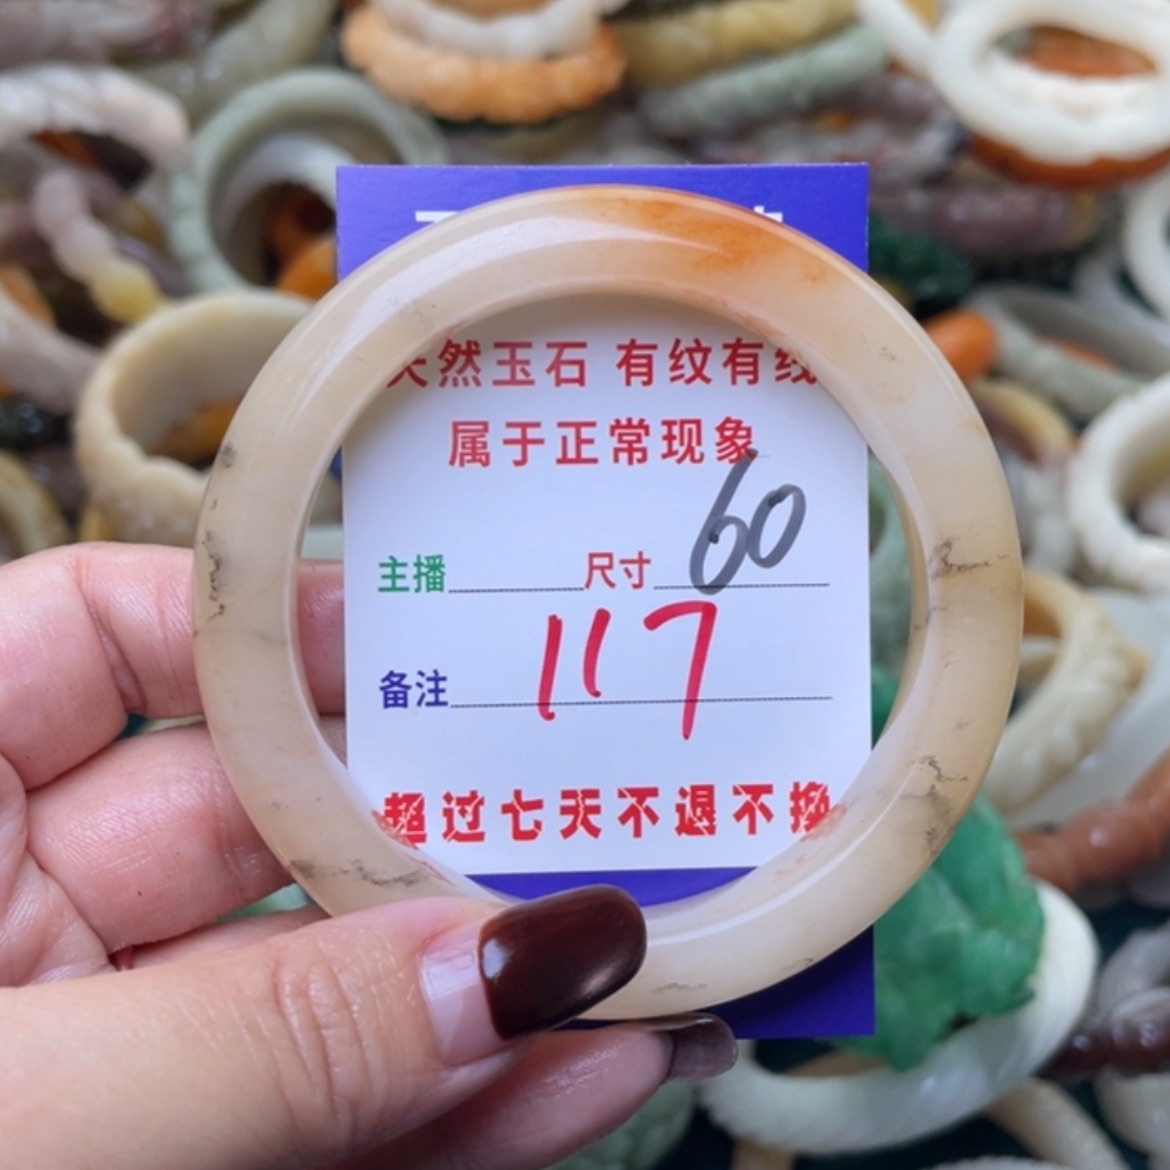 天然玉石 有纹有线
属于正常现象
主播 尺寸 60
备注 117
超过七天不退不换